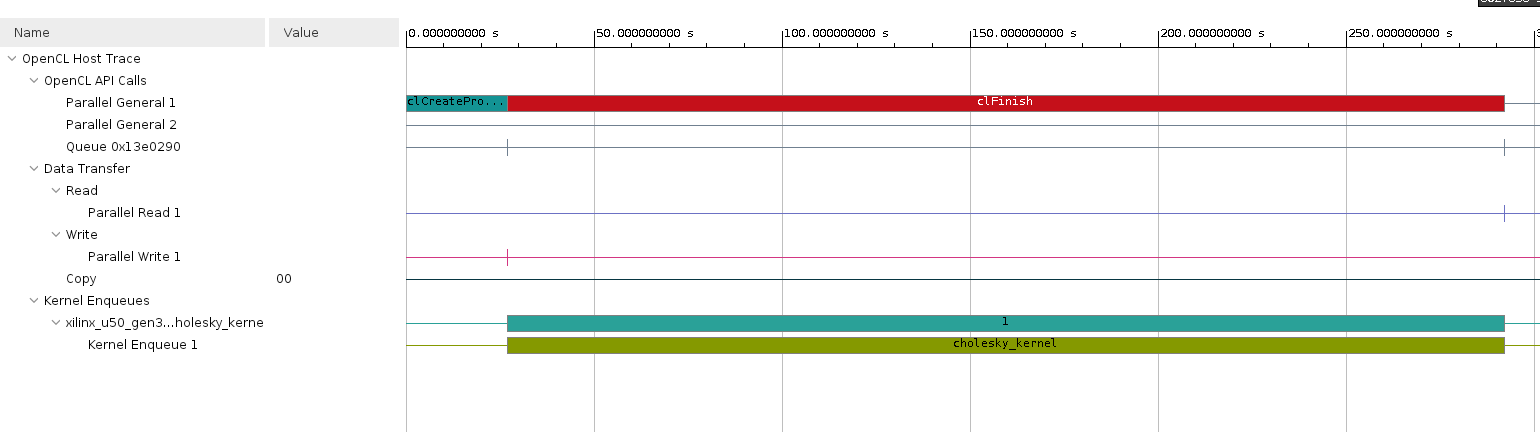 Name Value 0.000000000 s 50.000000000 s 100.000000000 s 150.000000000 s 200.000000000 s 250.000000000 s
OpenCL Host Trace
OpenCL API Calls
Parallel General 1 clCreatePro... clFinish
Parallel General 2
Queue 0x13e0290
Data Transfer
Read
Parallel Read 1
Write
Parallel Write 1
Copy 00
Kernel Enqueues
xilinx_u50_gen3...holesky_kerne 1
Kernel Enqueue 1 cholesky_kernel